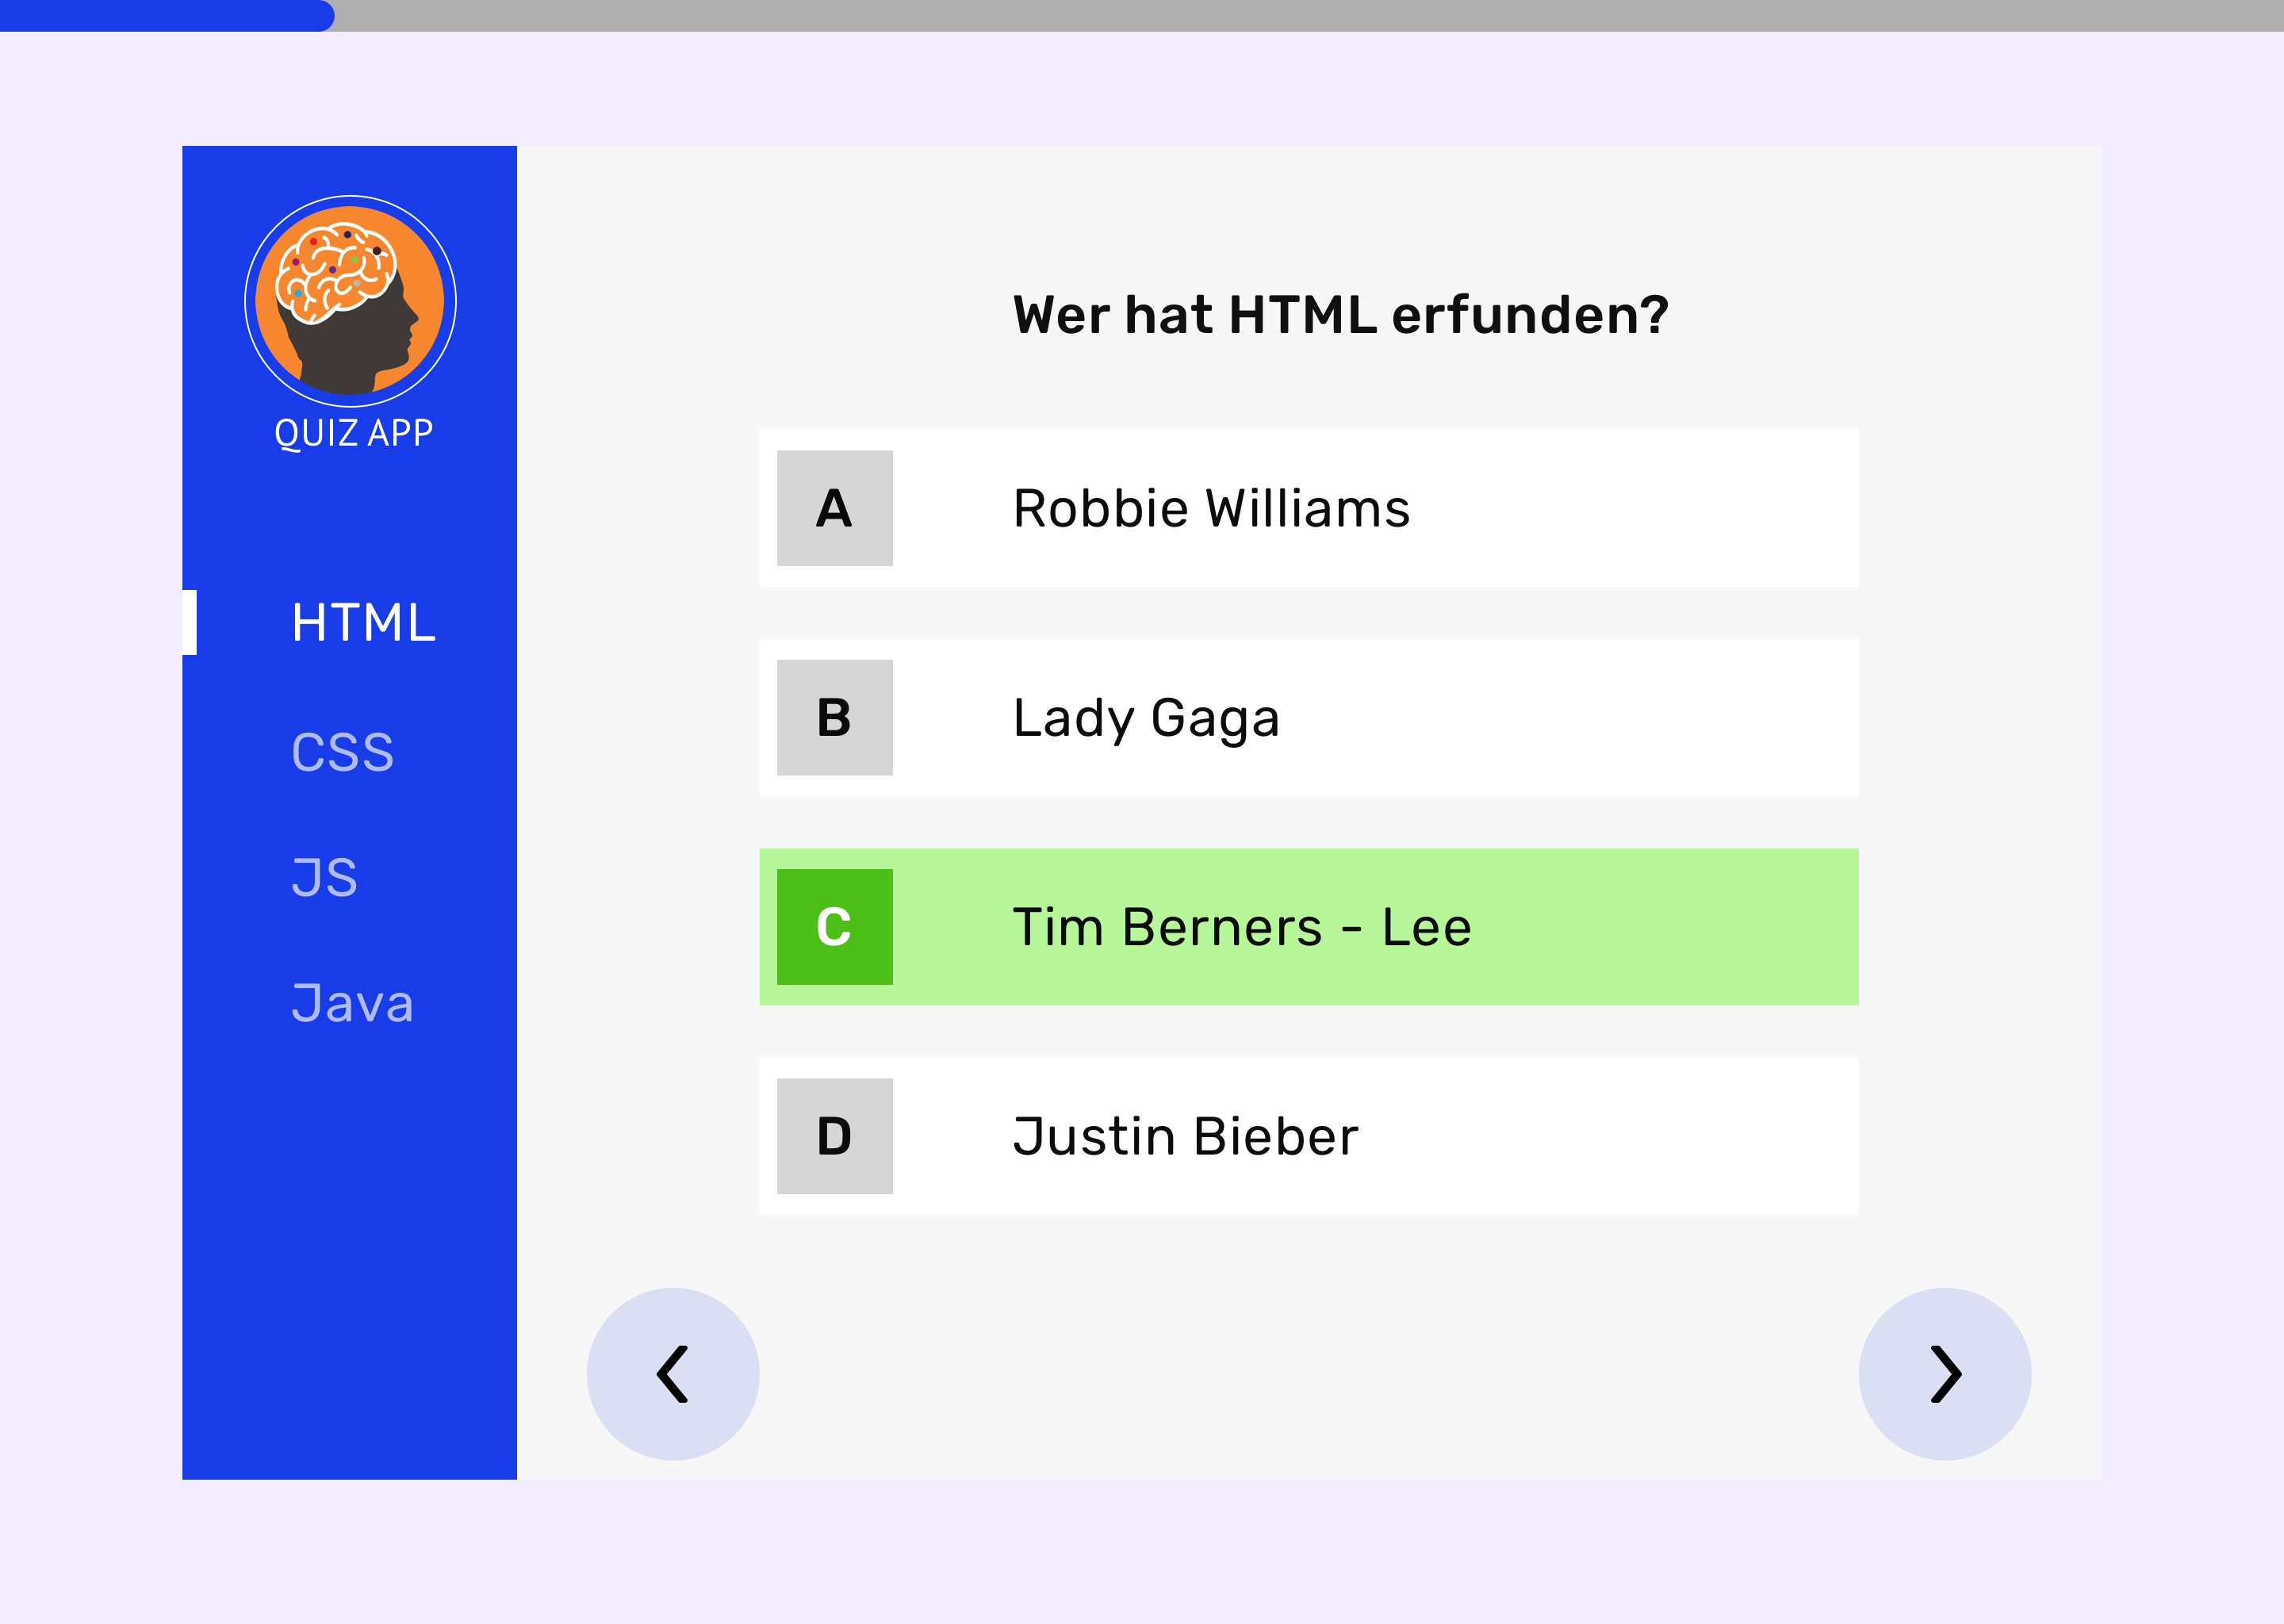 QUIZ APP
HTML
CSS
JS
Java
Wer hat HTML erfunden?
A Robbie Williams
B Lady Gaga
C Tim Berners - Lee
D Justin Bieber